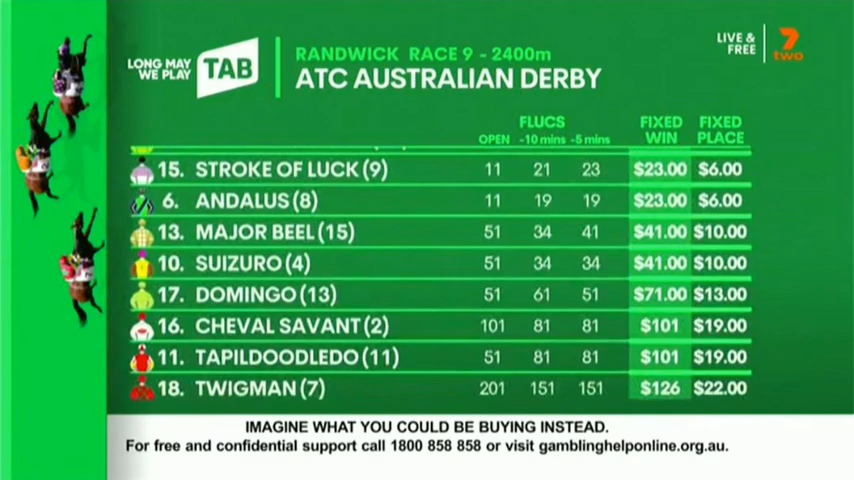 LONG MAY
WE PLAY
TAB
RANDWICK RACE 9 - 2400m
ATC AUSTRALIAN DERBY
LIVE &
FREE
7
two
FLUCS
FIXED FIXED
OPEN -10 mins -5 mins WIN PLACE
15. STROKE OF LUCK (9) 11 21 23 $23.00 $6.00
6. ANDALUS (8) 11 19 19 $23.00 $6.00
13. MAJOR BEEL (15) 51 34 41 $41.00 $10.00
10. SUIZURO (4) 51 34 34 $41.00 $10.00
17. DOMINGO (13) 51 61 51 $71.00 $13.00
16. CHEVAL SAVANT (2) 101 81 81 $101 $19.00
11. TAPILDOODLEDO (11) 51 81 81 $101 $19.00
18. TWIGMAN (7) 201 151 151 $126 $22.00
IMAGINE WHAT YOU COULD BE BUYING INSTEAD.
For free and confidential support call 1800 858 858 or visit gamblinghelponline.org.au.